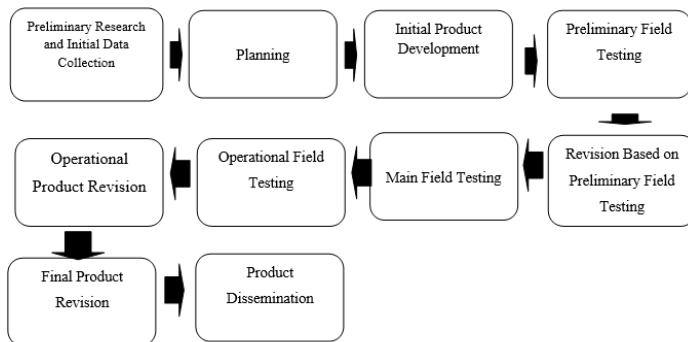 Preliminary Research
and Initial Data
Collection
Planning
Initial Product
Development
Preliminary Field
Testing
Revision Based on
Preliminary Field
Testing
Main Field Testing
Operational Field
Testing
Operational
Product Revision
Final Product
Revision
Product
Dissemination